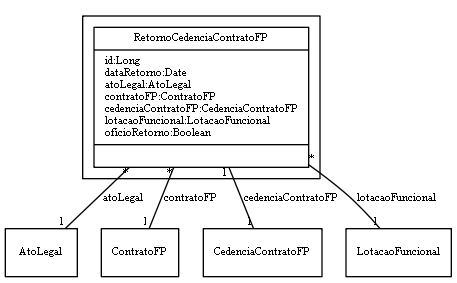 RetornoCedenciaContratoFP
id:Long
dataRetorno:Date
atoLegal:AtoLegal
contratoFP:ContratoFP
cedenciaContratoFP:CedenciaContratoFP
lotacaoFuncional:LotacaoFuncional
oficioRetorno:Boolean
* * 1 *
atoLegal contratoFP cedenciaContratoFP lotacaoFuncional
1 1 1 1
AtoLegal ContratoFP CedenciaContratoFP LotacaoFuncional